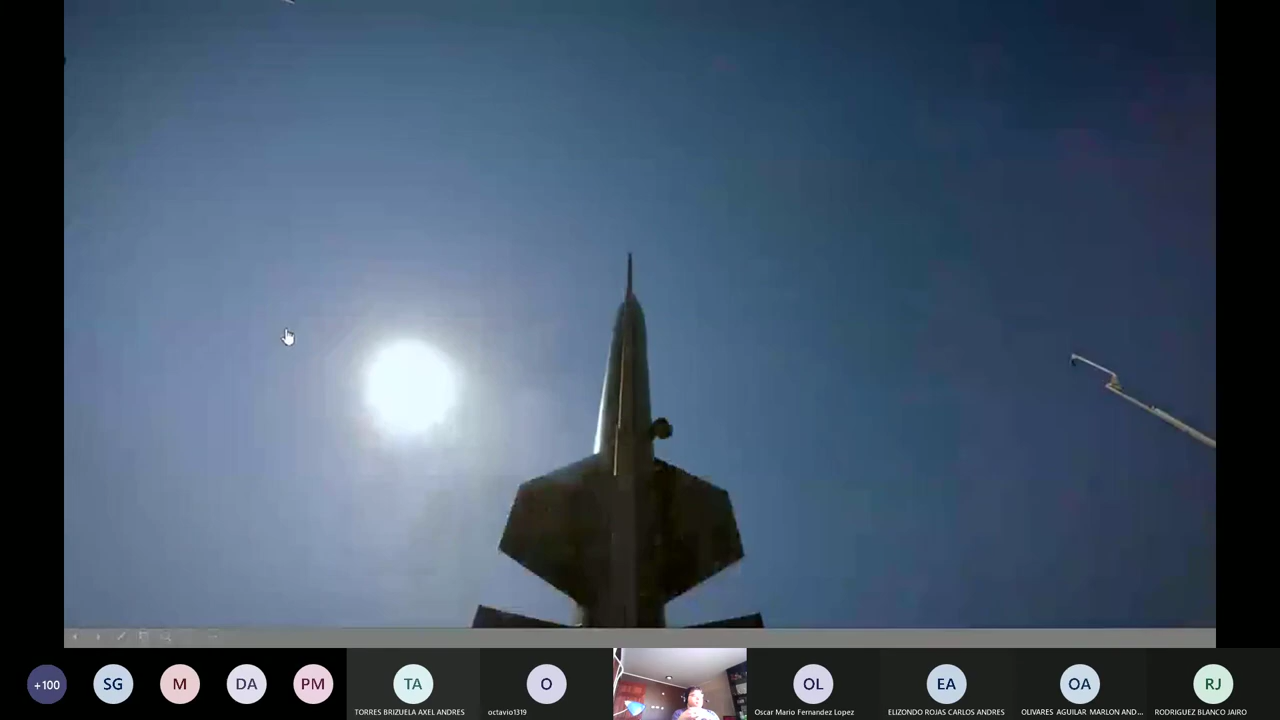 +100
SG
M
DA
PM
TA
TORRES BRIZUELA AXEL ANDRES
O
octavio1319
OL
Oscar Mario Fernandez Lopez
EA
ELIZONDO ROJAS CARLOS ANDRES
OA
OLIVARES AGUILAR MARLON AND...
RJ
RODRIGUEZ BLANCO JAIRO